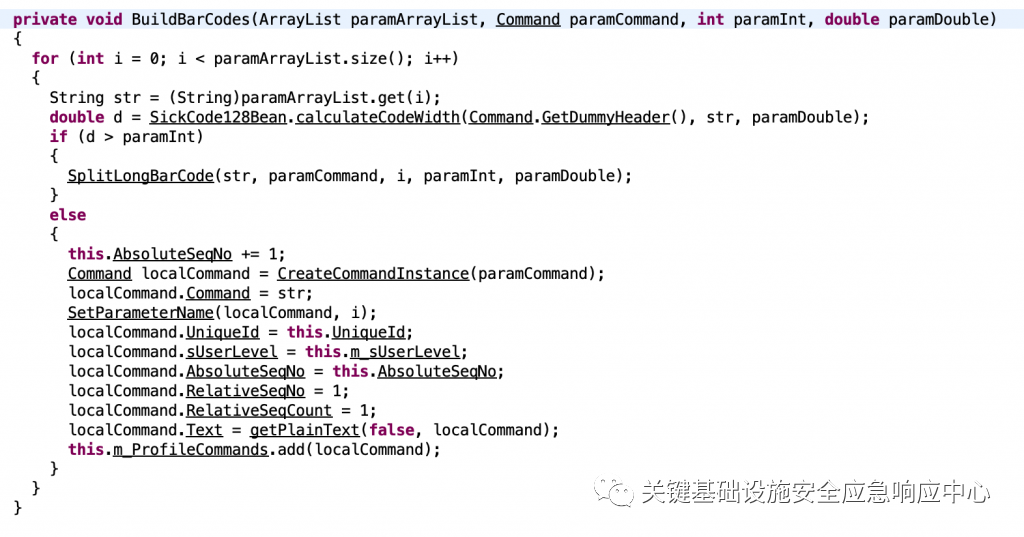 private void BuildBarCodes(ArrayList paramArrayList, Command paramCommand, int paramInt, double paramDouble)
{
for (int i = 0; i < paramArrayList.size(); i++)
{
String str = (String)paramArrayList.get(i);
double d = SickCode128Bean.calculateCodeWidth(Command.GetDummyHeader(), str, paramDouble);
if (d > paramInt)
{
SplitLongBarCode(str, paramCommand, i, paramInt, paramDouble);
}
else
{
this.AbsoluteSeqNo += 1;
Command localCommand = CreateCommandInstance(paramCommand);
localCommand.Command = str;
SetParameterName(localCommand, i);
localCommand.UniqueId = this.UniqueId;
localCommand.sUserLevel = this.m_sUserLevel;
localCommand.AbsoluteSeqNo = this.AbsoluteSeqNo;
localCommand.RelativeSeqNo = 1;
localCommand.RelativeSeqCount = 1;
localCommand.Text = getPlainText(false, localCommand);
this.m_ProfileCommands.add(localCommand);
}
}
}
关键基础设施安全应急响应中心